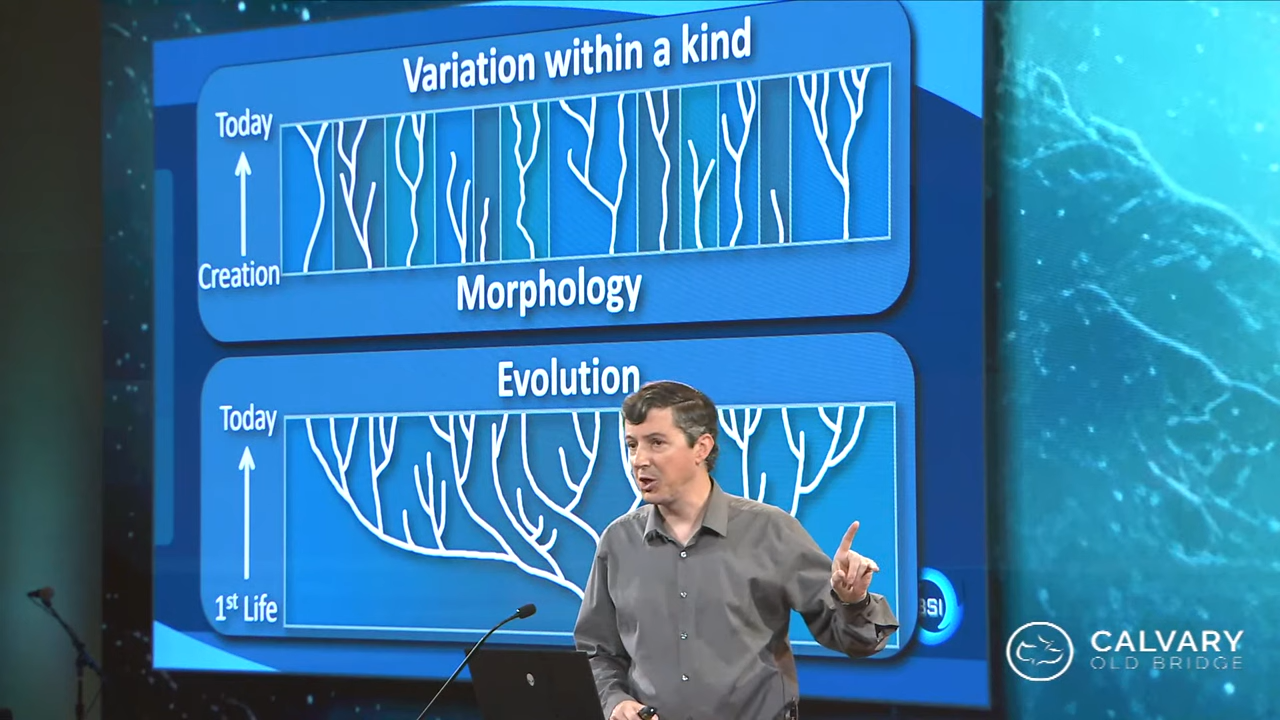 Variation within a kind
Today
Creation
Morphology
Evolution
Today
1st Life
BSI
CALVARY
OLD BRIDGE